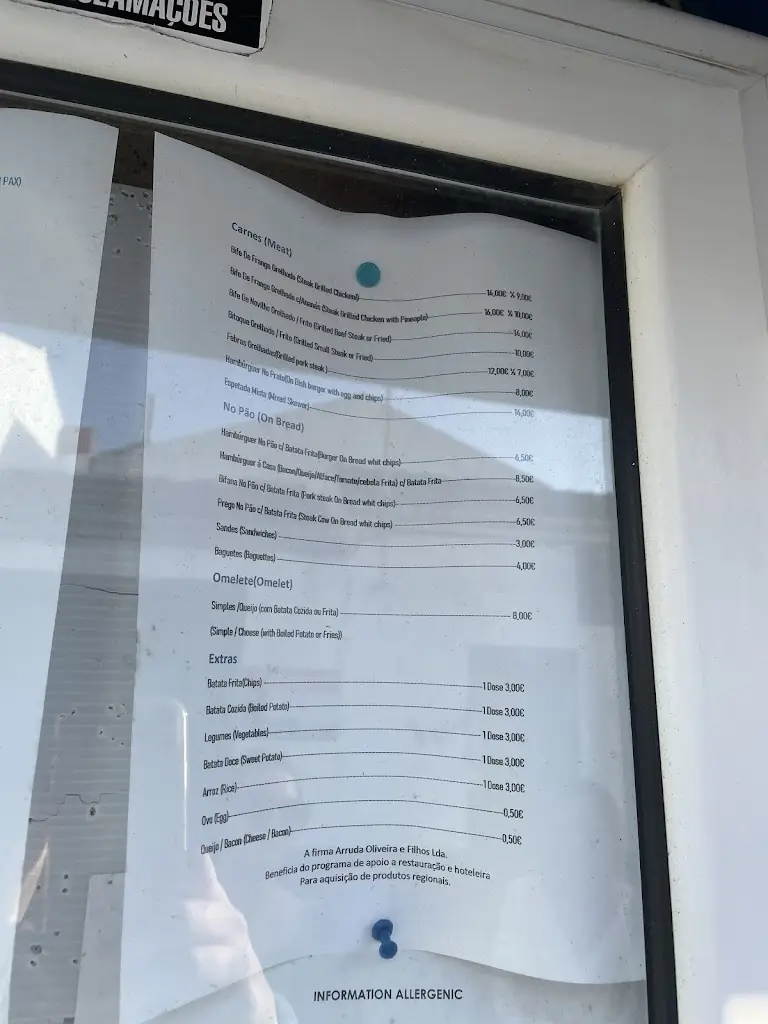 CLAMAÇÕES
PAX)
Carnes (Meat)
Bife De Frango Grelhado (Steak Grilled Chicken) 14,00€ ½ 9,00€
Bife De Frango Grelhado c/Ananás (Steak Grilled Chicken with Pineapple) 16,00€ ½ 10,00€
Bife De Novilho Grelhado / Frito (Grilled Beef Steak or Fried) 14,00€
Bitoque Grelhado / Frito (Grilled Small Steak or Fried) 10,00€
Febras Grelhadas(Grilled pork steak ) 12,00€ ½ 7,00€
Hambúrguer No Prato(On Dish burger with egg and chips) 8,00€
Espetada Mista (Mixed Skewer) 14,00€
No Pão (On Bread)
Hambúrguer No Pão c/ Batata Frita(Burger On Bread whit chips) 6,50€
Hambúrguer á Casa (Bacon/Queijo/Alface/Tomate/cebola Frita) c/ Batata Frita 8,50€
Bifana No Pão c/ Batata Frita (Pork steak On Bread whit chips) 6,50€
Prego No Pão c/ Batata Frita (Steak Cow On Bread whit chips) 6,50€
Sandes (Sandwiches) 3,00€
Baguetes (Baguettes) 4,00€
Omelete(Omelet)
Simples /Queijo (com Batata Cozida ou Frita) 8,00€
(Simple / Cheese (with Boiled Potato or Fries))
Extras
Batata Frita(Chips) 1 Dose 3,00€
Batata Cozida (Boiled Potato) 1 Dose 3,00€
Legumes (Vegetables) 1 Dose 3,00€
Batata Doce (Sweet Potato) 1 Dose 3,00€
Arroz (Rice) 1 Dose 3,00€
Ovo (Egg) 0,50€
Queijo / Bacon (Cheese / Bacon) 0,50€
A firma Arruda Oliveira e Filhos Lda.
Beneficia do programa de apoio a restauração e hoteleira
Para aquisição de produtos regionais.
INFORMATION ALLERGENIC